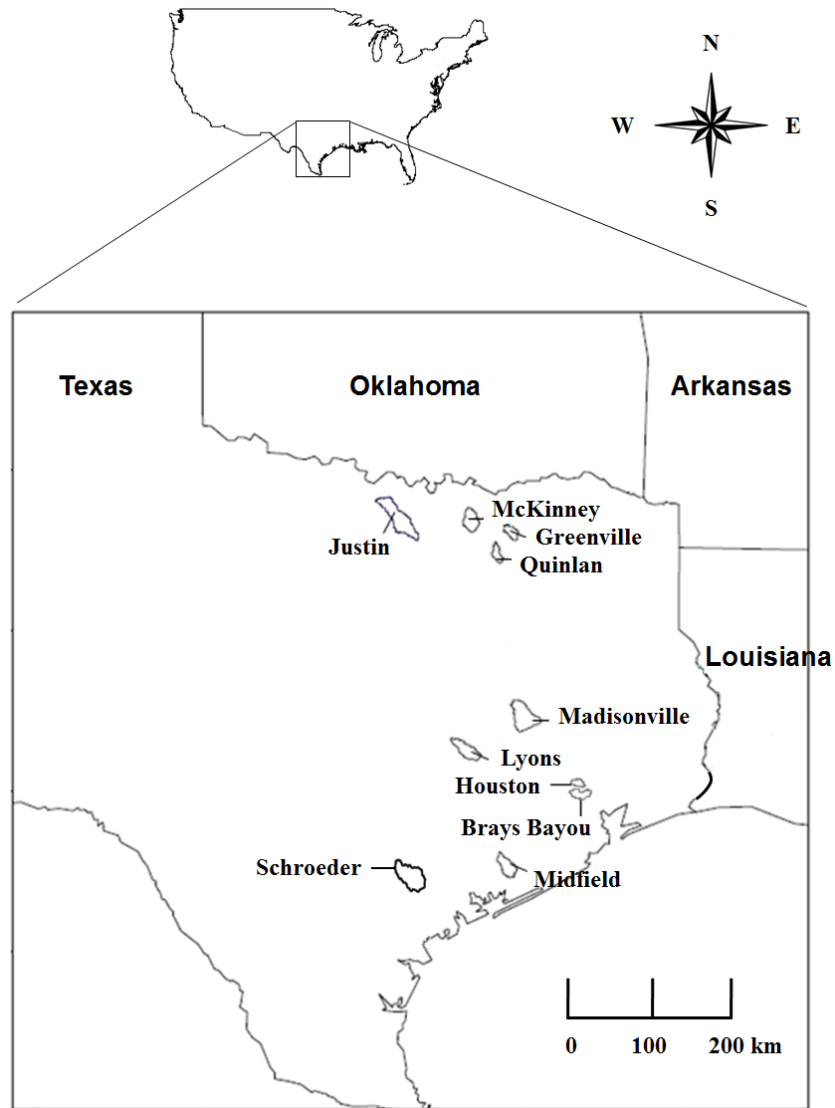 N
W E
S
Texas Oklahoma Arkansas
McKinney
Greenville
Justin
Quinlan
Louisiana
Madisonville
Lyons
Houston
Brays Bayou
Schroeder
Midfield
0 100 200 km